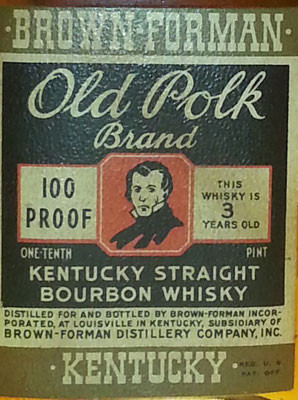 ·BROWN-FORMAN·
Old Polk
Brand
100
PROOF
THIS
WHISKY IS
3
YEARS OLD
ONE-TENTH PINT
KENTUCKY STRAIGHT
BOURBON WHISKY
DISTILLED FOR AND BOTTLED BY BROWN-FORMAN INCOR-
PORATED, AT LOUISVILLE IN KENTUCKY, SUBSIDIARY OF
BROWN-FORMAN DISTILLERY COMPANY, INC.
·KENTUCKY·
REG. U. S.
PAT. OFF.